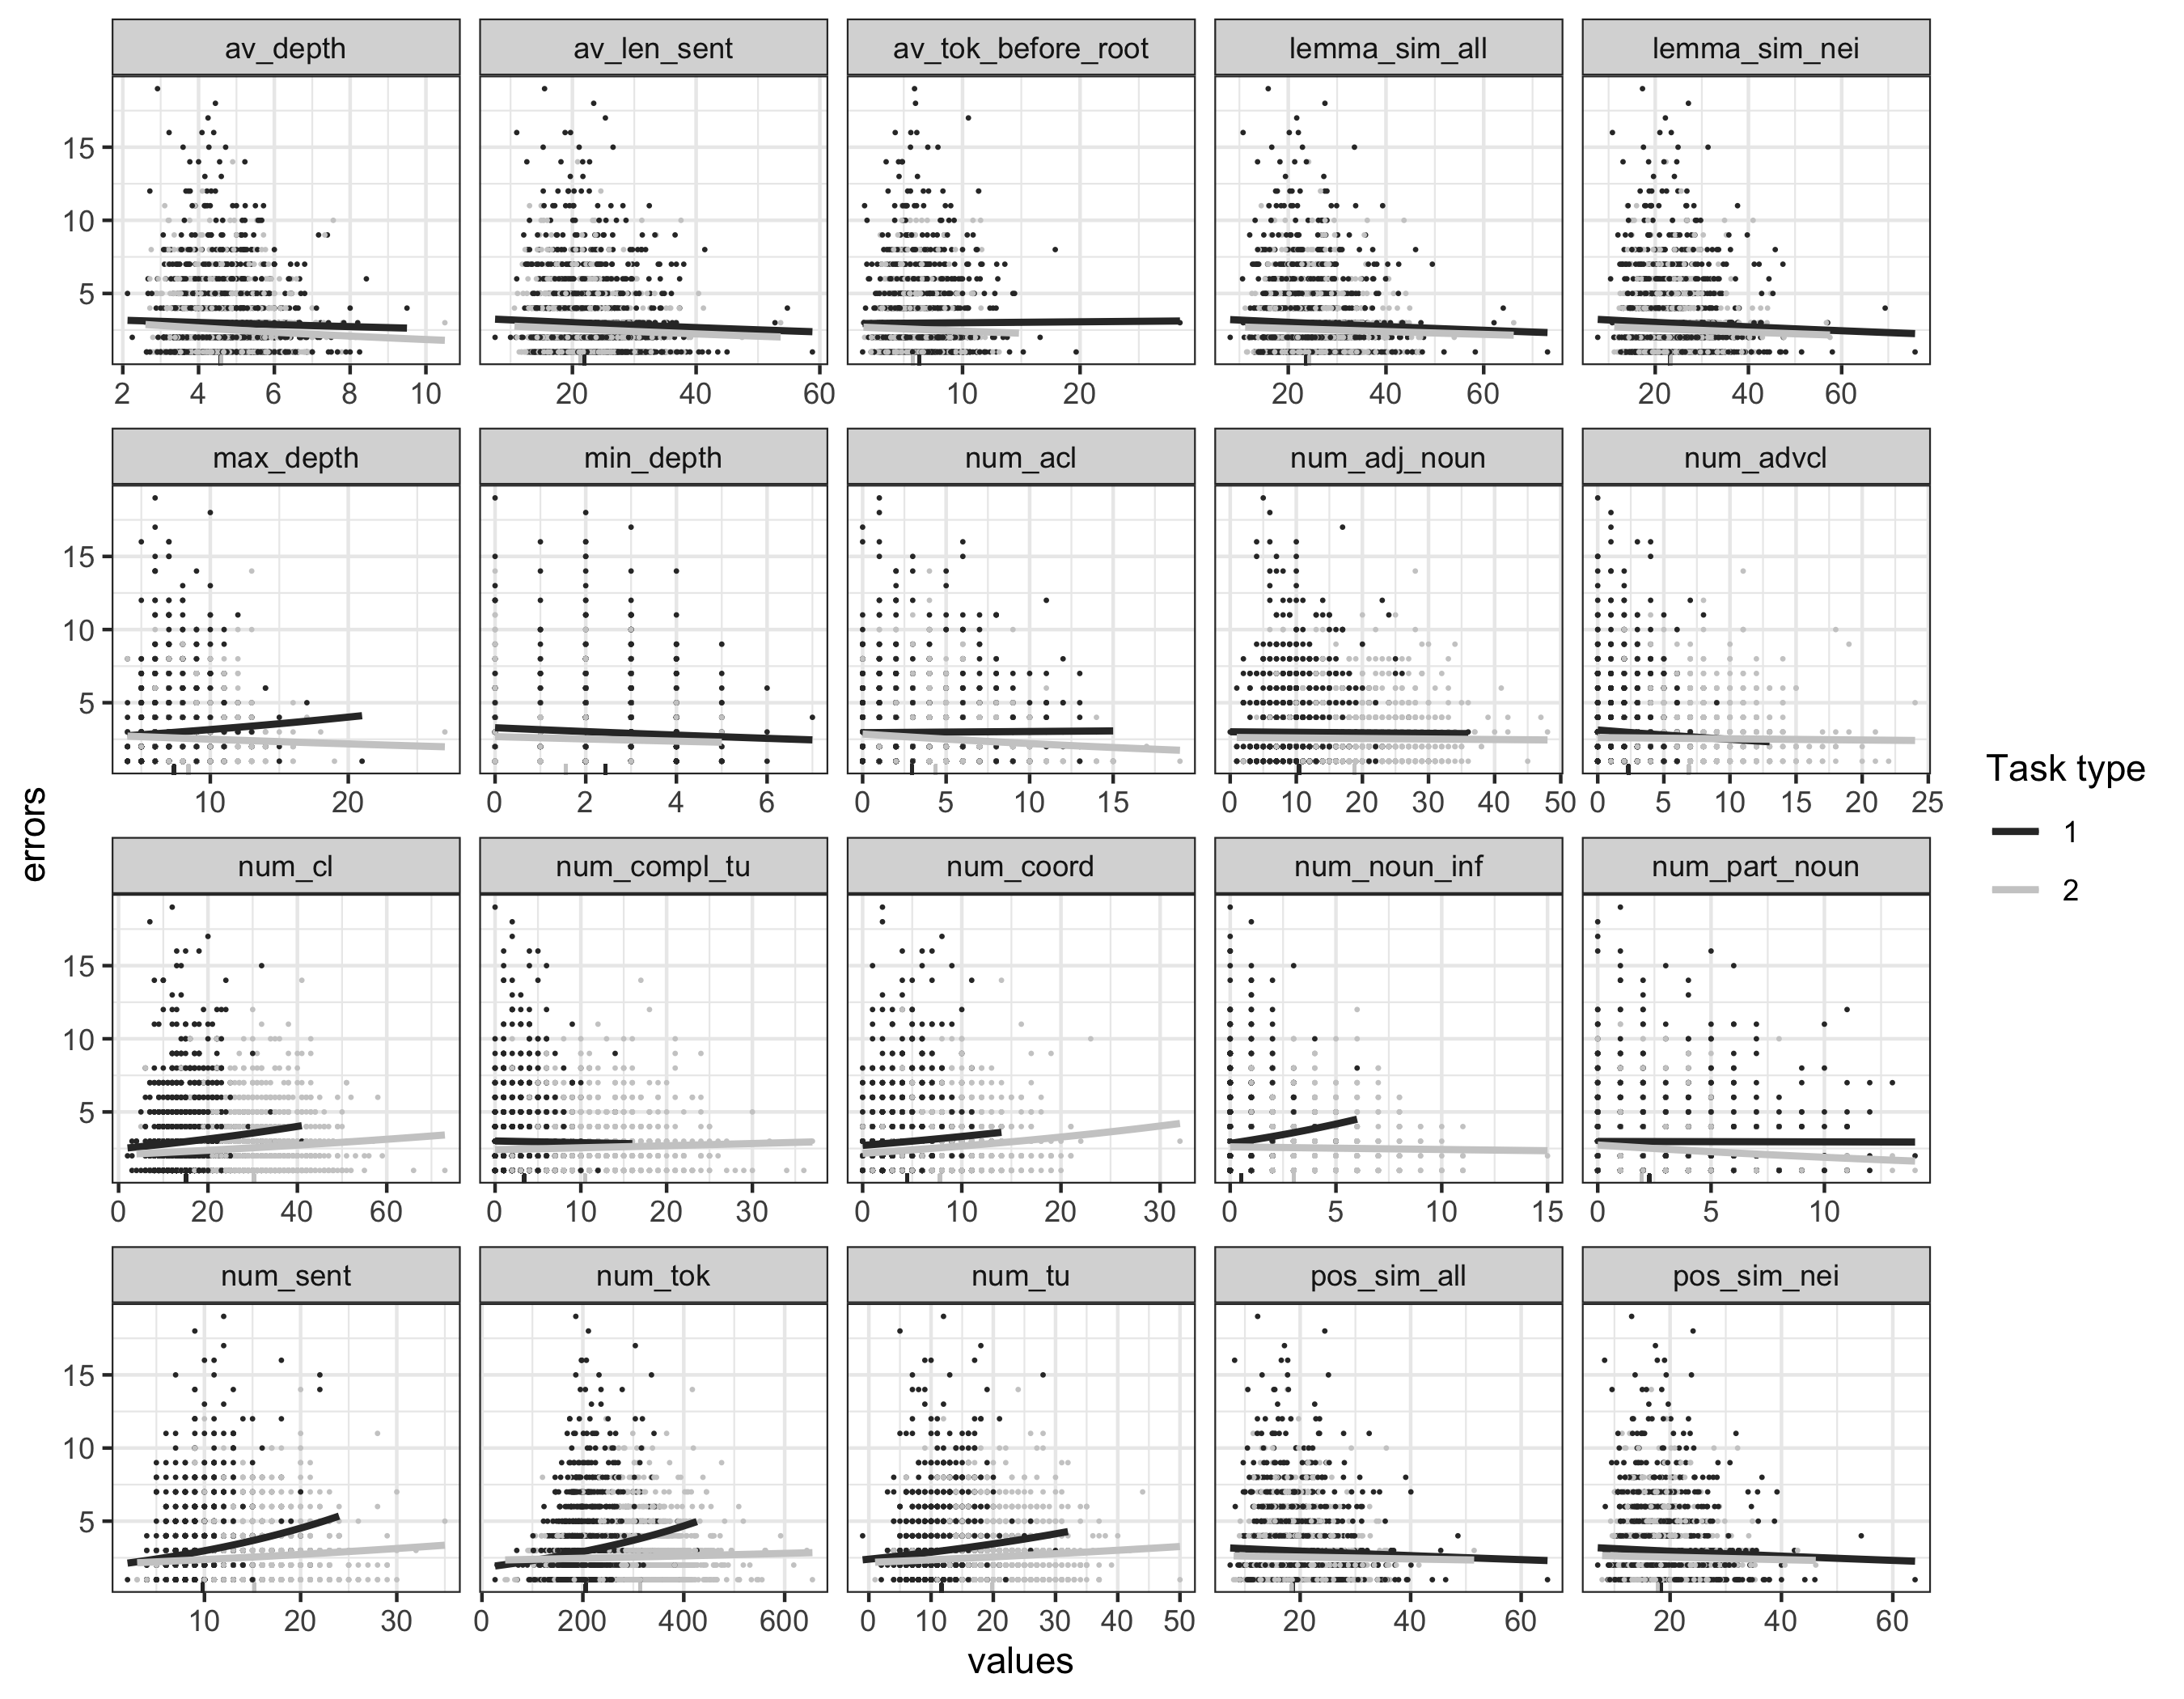 av_depth av_len_sent av_tok_before_root lemma_sim_all lemma_sim_nei
15
10
5
2 4 6 8 10 20 40 60 10 20 20 40 60 20 40 60
max_depth min_depth num_acl num_adj_noun num_advcl
15
10
5
10 20 0 2 4 6 0 5 10 15 0 10 20 30 40 50 0 5 10 15 20 25
num_cl num_compl_tu num_coord num_noun_inf num_part_noun
15
10
5
0 20 40 60 0 10 20 30 0 10 20 30 0 5 10 15 0 5 10
num_sent num_tok num_tu pos_sim_all pos_sim_nei
15
10
5
10 20 30 0 200 400 600 0 10 20 30 40 50 20 40 60 20 40 60
values
errors
Task type
1
2